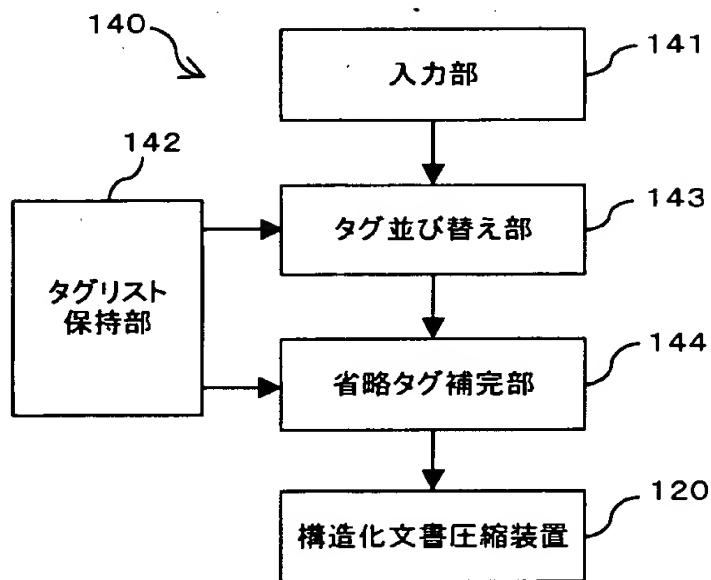 140
141
入力部
142
143
タグ並び替え部
タグリスト
保持部
144
省略タグ補完部
120
構造化文書圧縮装置